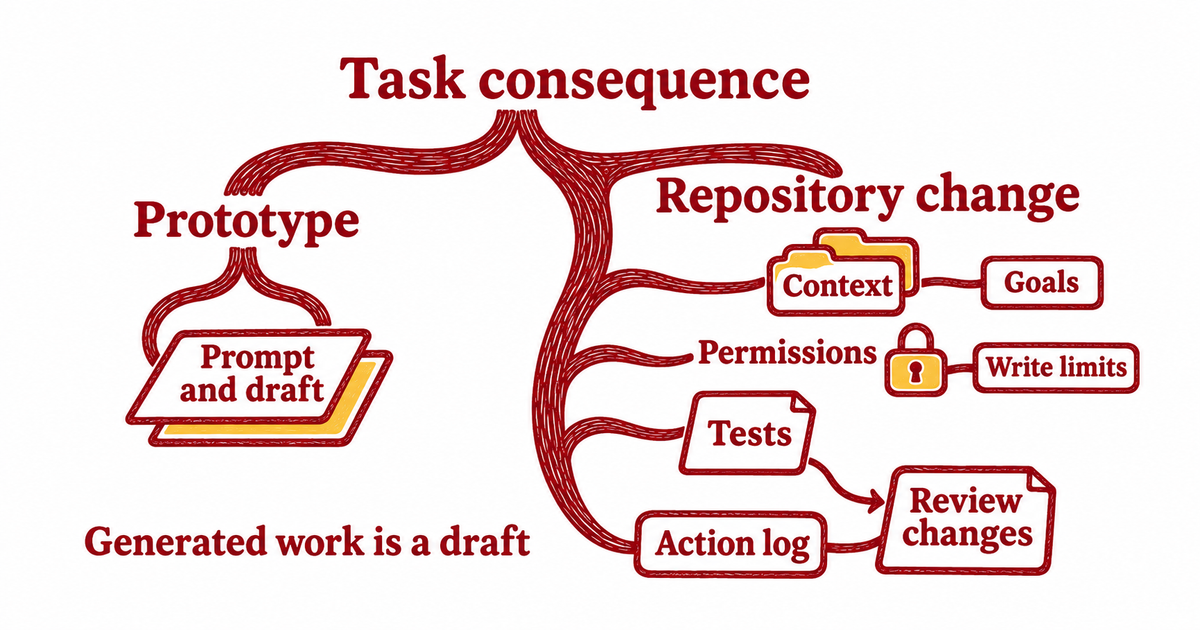 Task consequence
Prototype
Repository change
Prompt
and draft
Context
Goals
Permissions
Write limits
Tests
Action log
Review
changes
Generated work is a draft